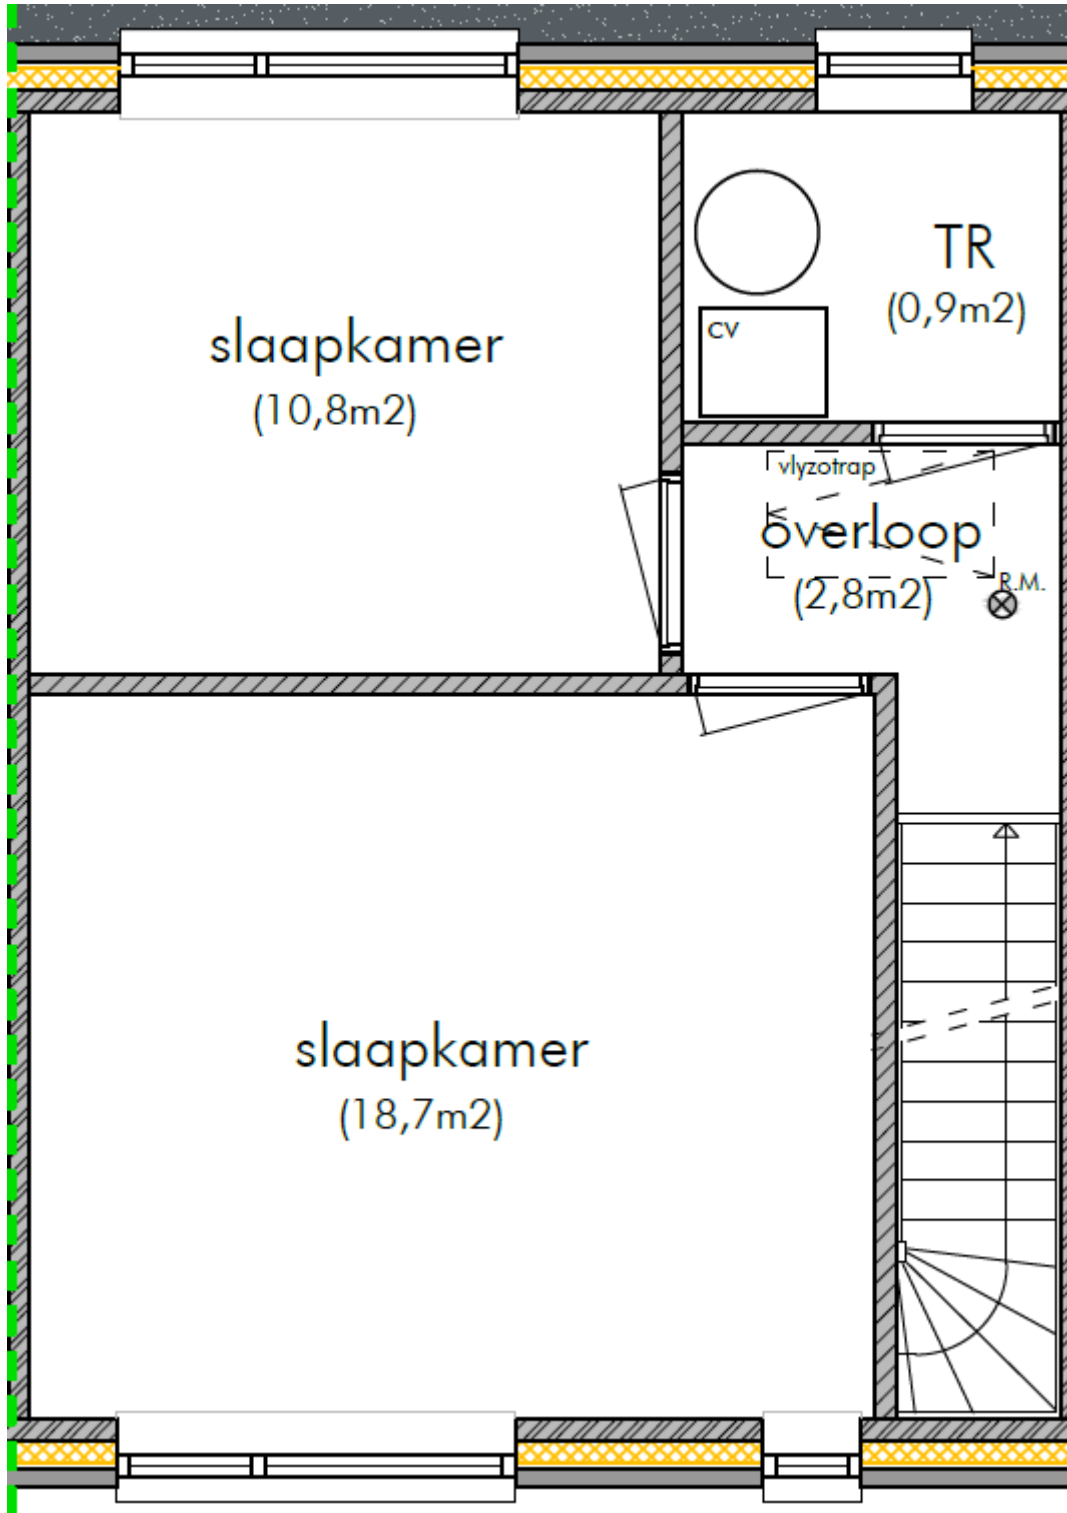 TR
(0,9m2)
slaapkamer
(10,8m2)
CV
vlyzotrap
overloop
(2,8m2)
R.M.
slaapkamer
(18,7m2)